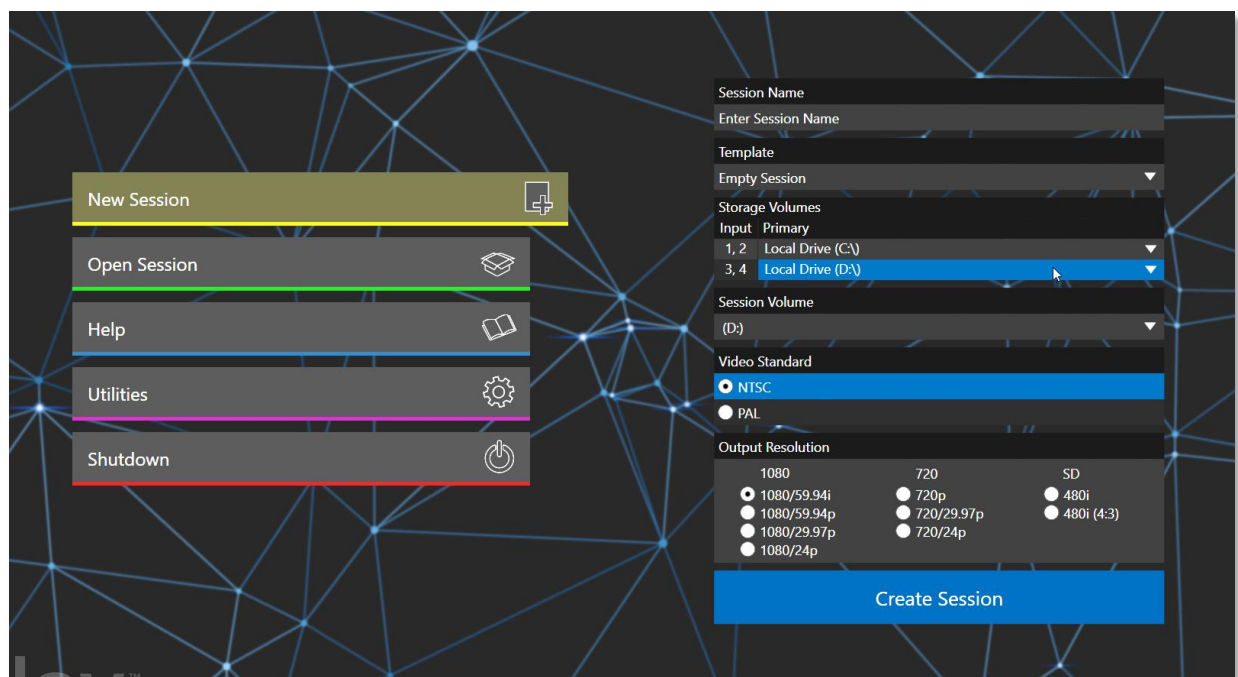 New Session
Open Session
Help
Utilities
Shutdown
Session Name
Enter Session Name
Template
Empty Session
Storage Volumes
Input Primary
1, 2 Local Drive (C:\)
3, 4 Local Drive (D:\)
Session Volume
(D:)
Video Standard
NTSC
PAL
Output Resolution
1080 720 SD
1080/59.94i 720p 480i
1080/59.94p 720/29.97p 480i (4:3)
1080/29.97p 720/24p
1080/24p
Create Session